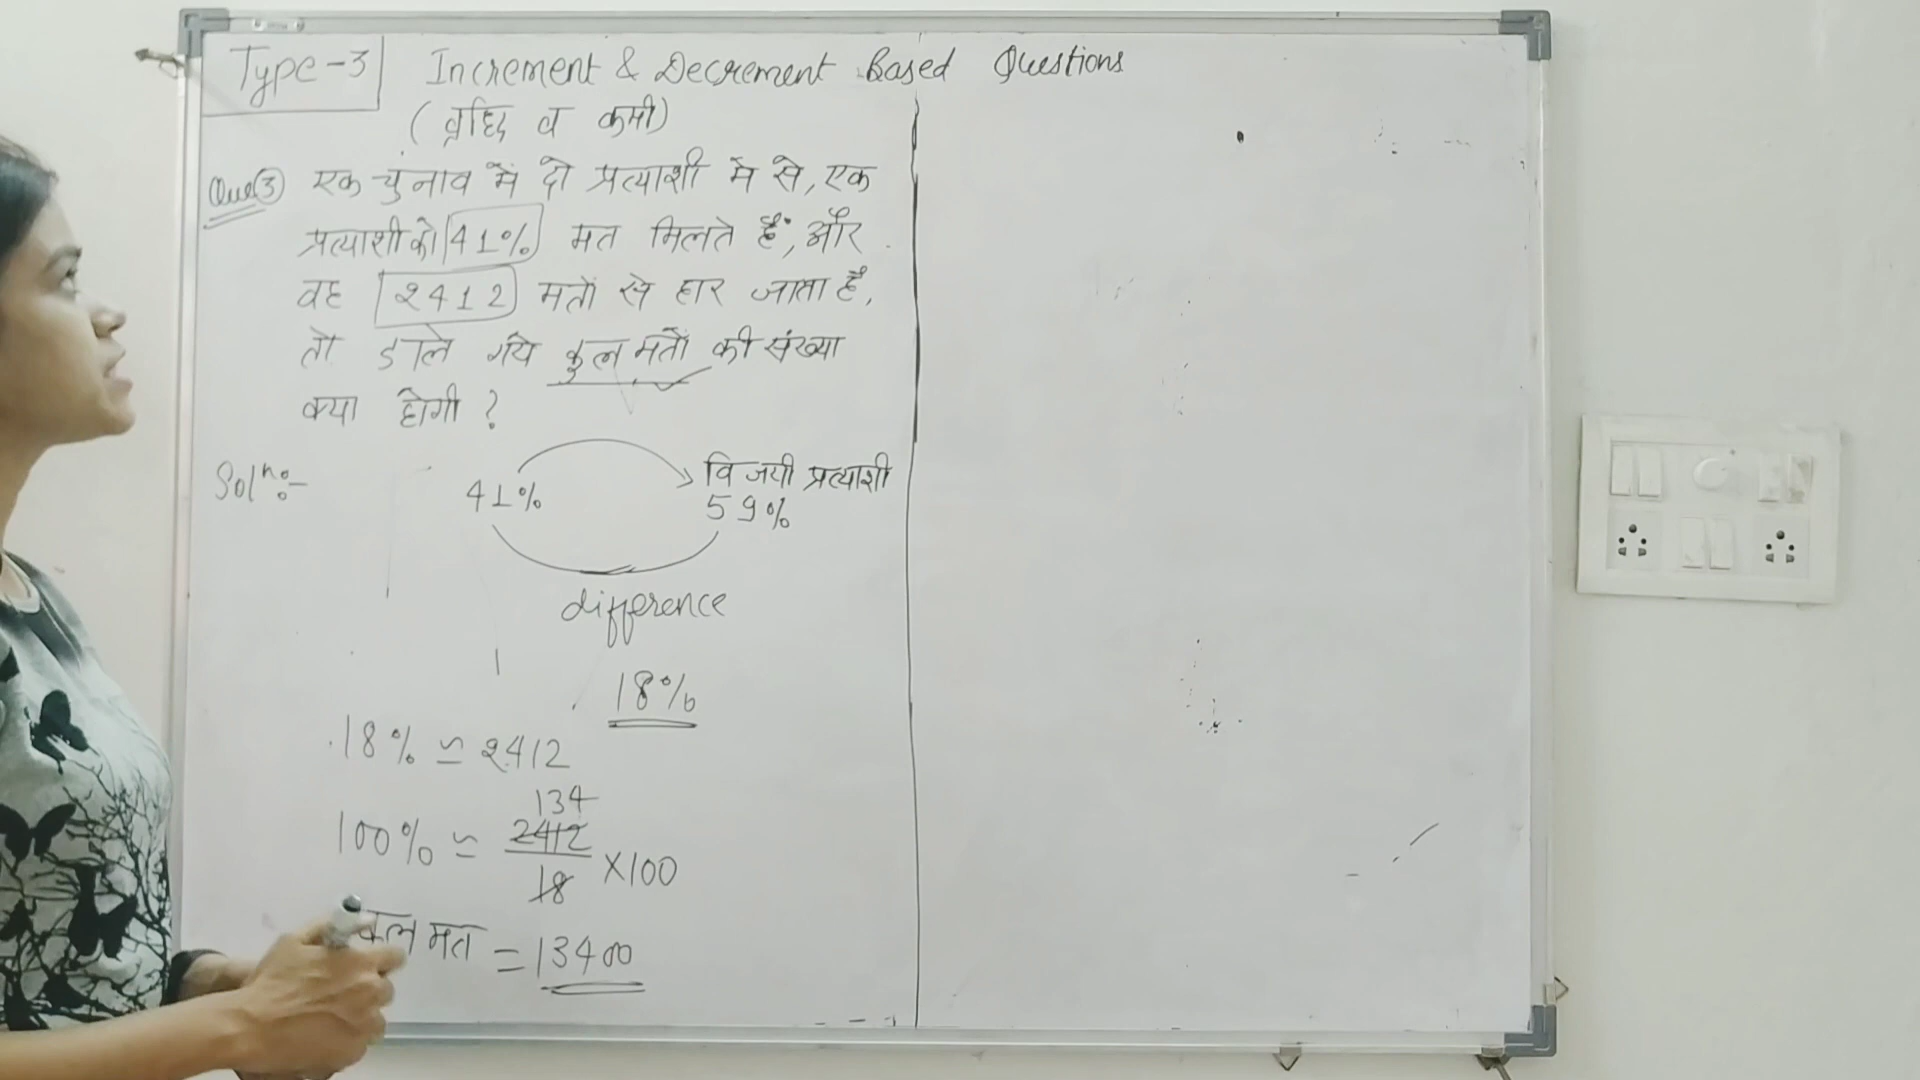 Type-3 Increment & Decrement Based Questions
(व्रद्धि व कमी)
Que③ एक चुनाव में दो प्रत्याशी मे से, एक
प्रत्याशी को 41% मत मिलते है, और
वह 2412 मतों से हार जाता है,
तो डाले गये कुल मतों की संख्या
क्या होगी ?
Solⁿ:-
41% विजयी प्रत्याशी
59%
difference
18%
18% ≃ 2412
134
100% ≃ 2412/18 ×100
कुल मत = 13400